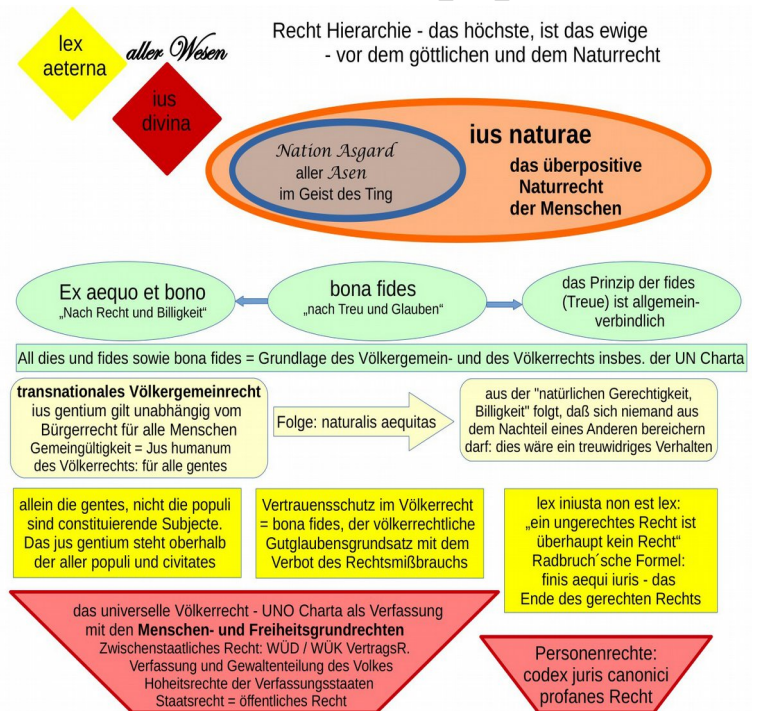 lex
aeterna
aller Wesen
ius
divina
Recht Hierarchie - das höchste, ist das ewige
- vor dem göttlichen und dem Naturrecht
Nation Asgard
aller Asen
im Geist des Ting
ius naturae
das überpositive
Naturrecht
der Menschen
Ex aequo et bono
„Nach Recht und Billigkeit“
bona fides
„nach Treu und Glauben“
das Prinzip der fides
(Treue) ist allgemein-
verbindlich
All dies und fides sowie bona fides = Grundlage des Völkergemein- und des Völkerrechts insbes. der UN Charta
transnationales Völkergemeinrecht
ius gentium gilt unabhängig vom
Bürgerrecht für alle Menschen
Gemeingültigkeit = Jus humanum
des Völkerrechts: für alle gentes
Folge: naturalis aequitas
aus der "natürlichen Gerechtigkeit,
Billigkeit" folgt, daß sich niemand aus
dem Nachteil eines Anderen bereichern
darf: dies wäre ein treuwidriges Verhalten
allein die gentes, nicht die populi
sind constituierende Subjecte.
Das jus gentium steht oberhalb
der aller populi und civitates
Vertrauensschutz im Völkerrecht
= bona fides, der völkerrechtliche
Gutglaubensgrundsatz mit dem
Verbot des Rechtsmißbrauchs
lex iniusta non est lex:
„ein ungerechtes Recht ist
überhaupt kein Recht“
Radbruch´sche Formel:
finis aequi iuris - das
Ende des gerechten Rechts
das universelle Völkerrecht - UNO Charta als Verfassung
mit den Menschen- und Freiheitsgrundrechten
Zwischenstaatliches Recht: WÜD / WÜK VertragsR.
Verfassung und Gewaltenteilung des Volkes
Hoheitsrechte der Verfassungsstaaten
Staatsrecht = öffentliches Recht
Personenrechte:
codex juris canonici
profanes Recht